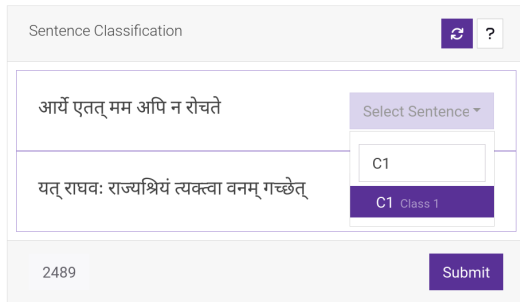 Sentence Classification
?
आर्ये एतत् मम अपि न रोचते
Select Sentence
C1
यत् राघवः राज्यश्रियं त्यक्त्वा वनम् गच्छेत्
C1 Class 1
2489
Submit